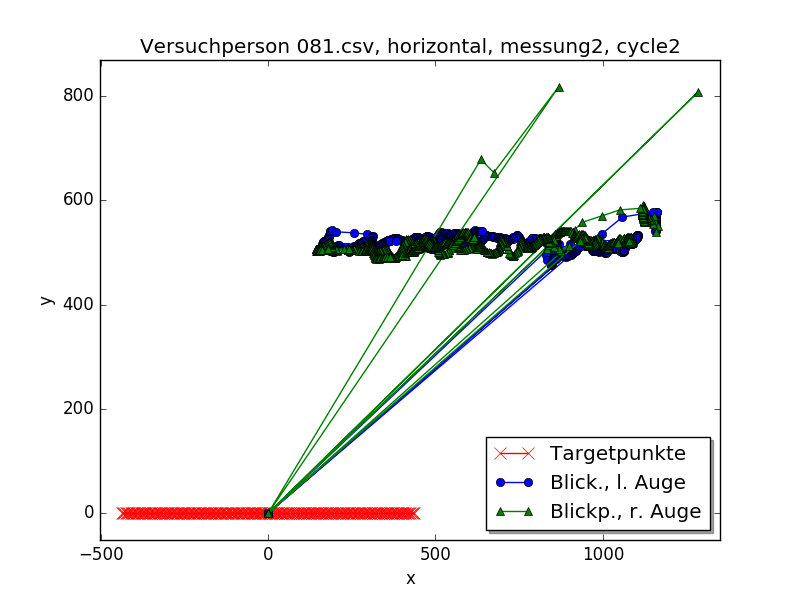 Versuchperson 081.csv, horizontal, messung2, cycle2
800
600
400
200
0
y
−500
0
500
1000
x
Targetpunkte
Blick., l. Auge
Blickp., r. Auge